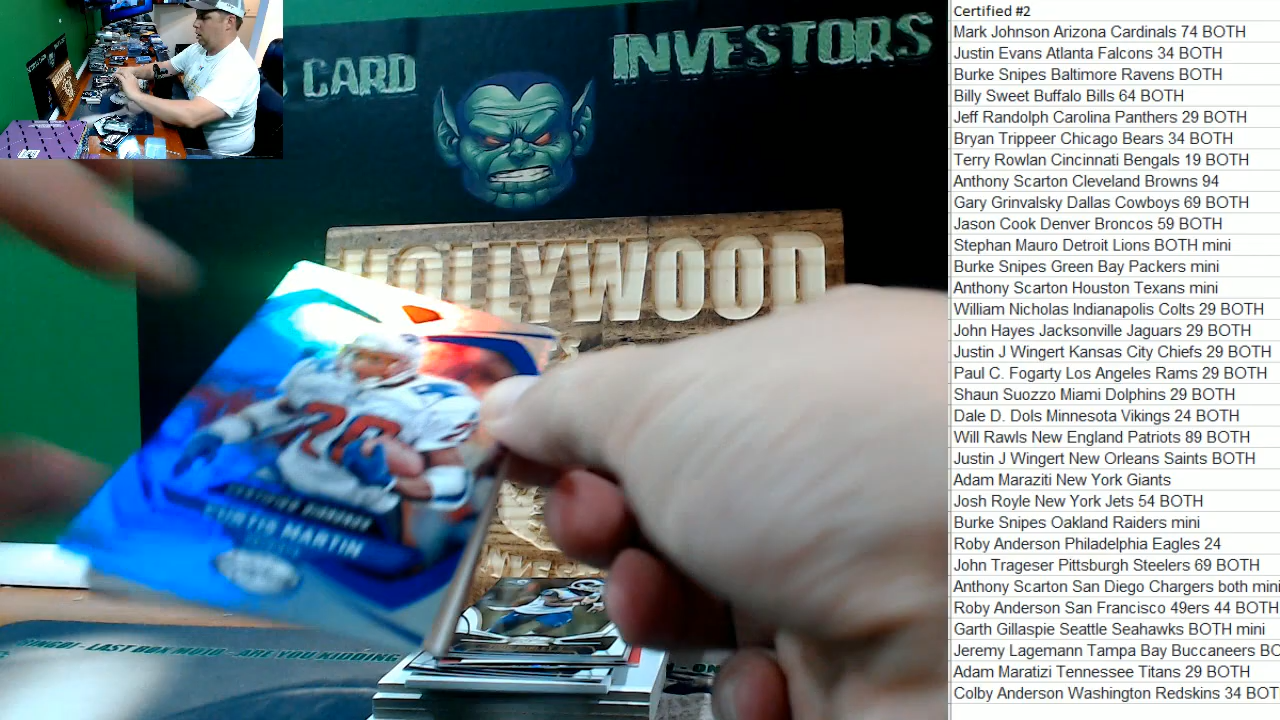 CARD
INVESTORS
HOLLYWOOD
CURTIS MARTIN
LAST BOX MOJO - ARE YOU KIDDING
Certified #2
Mark Johnson Arizona Cardinals 74 BOTH
Justin Evans Atlanta Falcons 34 BOTH
Burke Snipes Baltimore Ravens BOTH
Billy Sweet Buffalo Bills 64 BOTH
Jeff Randolph Carolina Panthers 29 BOTH
Bryan Trippeer Chicago Bears 34 BOTH
Terry Rowlan Cincinnati Bengals 19 BOTH
Anthony Scarton Cleveland Browns 94
Gary Grinvalsky Dallas Cowboys 69 BOTH
Jason Cook Denver Broncos 59 BOTH
Stephan Mauro Detroit Lions BOTH mini
Burke Snipes Green Bay Packers mini
Anthony Scarton Houston Texans mini
William Nicholas Indianapolis Colts 29 BOTH
John Hayes Jacksonville Jaguars 29 BOTH
Justin J Wingert Kansas City Chiefs 29 BOTH
Paul C. Fogarty Los Angeles Rams 29 BOTH
Shaun Suozzo Miami Dolphins 29 BOTH
Dale D. Dols Minnesota Vikings 24 BOTH
Will Rawls New England Patriots 89 BOTH
Justin J Wingert New Orleans Saints BOTH
Adam Maraziti New York Giants
Josh Royle New York Jets 54 BOTH
Burke Snipes Oakland Raiders mini
Roby Anderson Philadelphia Eagles 24
John Trageser Pittsburgh Steelers 69 BOTH
Anthony Scarton San Diego Chargers both mini
Roby Anderson San Francisco 49ers 44 BOTH
Garth Gillaspie Seattle Seahawks BOTH mini
Jeremy Lagemann Tampa Bay Buccaneers BO
Adam Maratizi Tennessee Titans 29 BOTH
Colby Anderson Washington Redskins 34 BOT